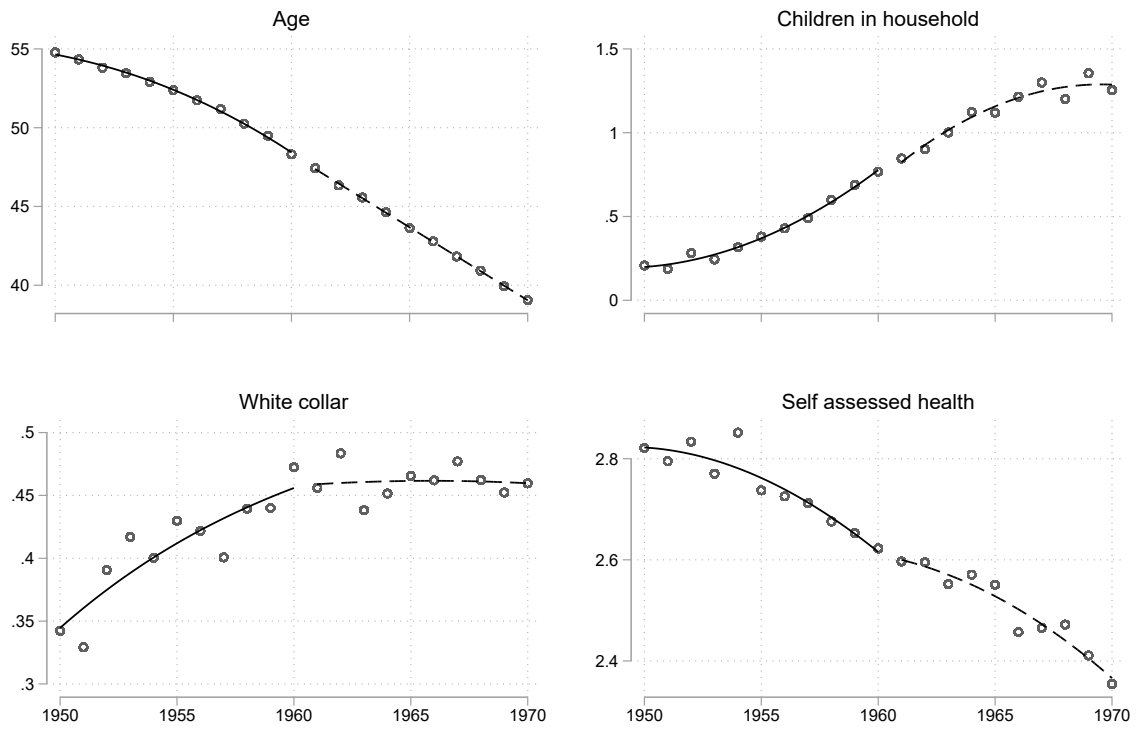 Age
55
50
45
40
Children in household
1.5
1
.5
0
White collar
.5
.45
.4
.35
.3
1950 1955 1960 1965 1970
Self assessed health
2.8
2.6
2.4
1950 1955 1960 1965 1970